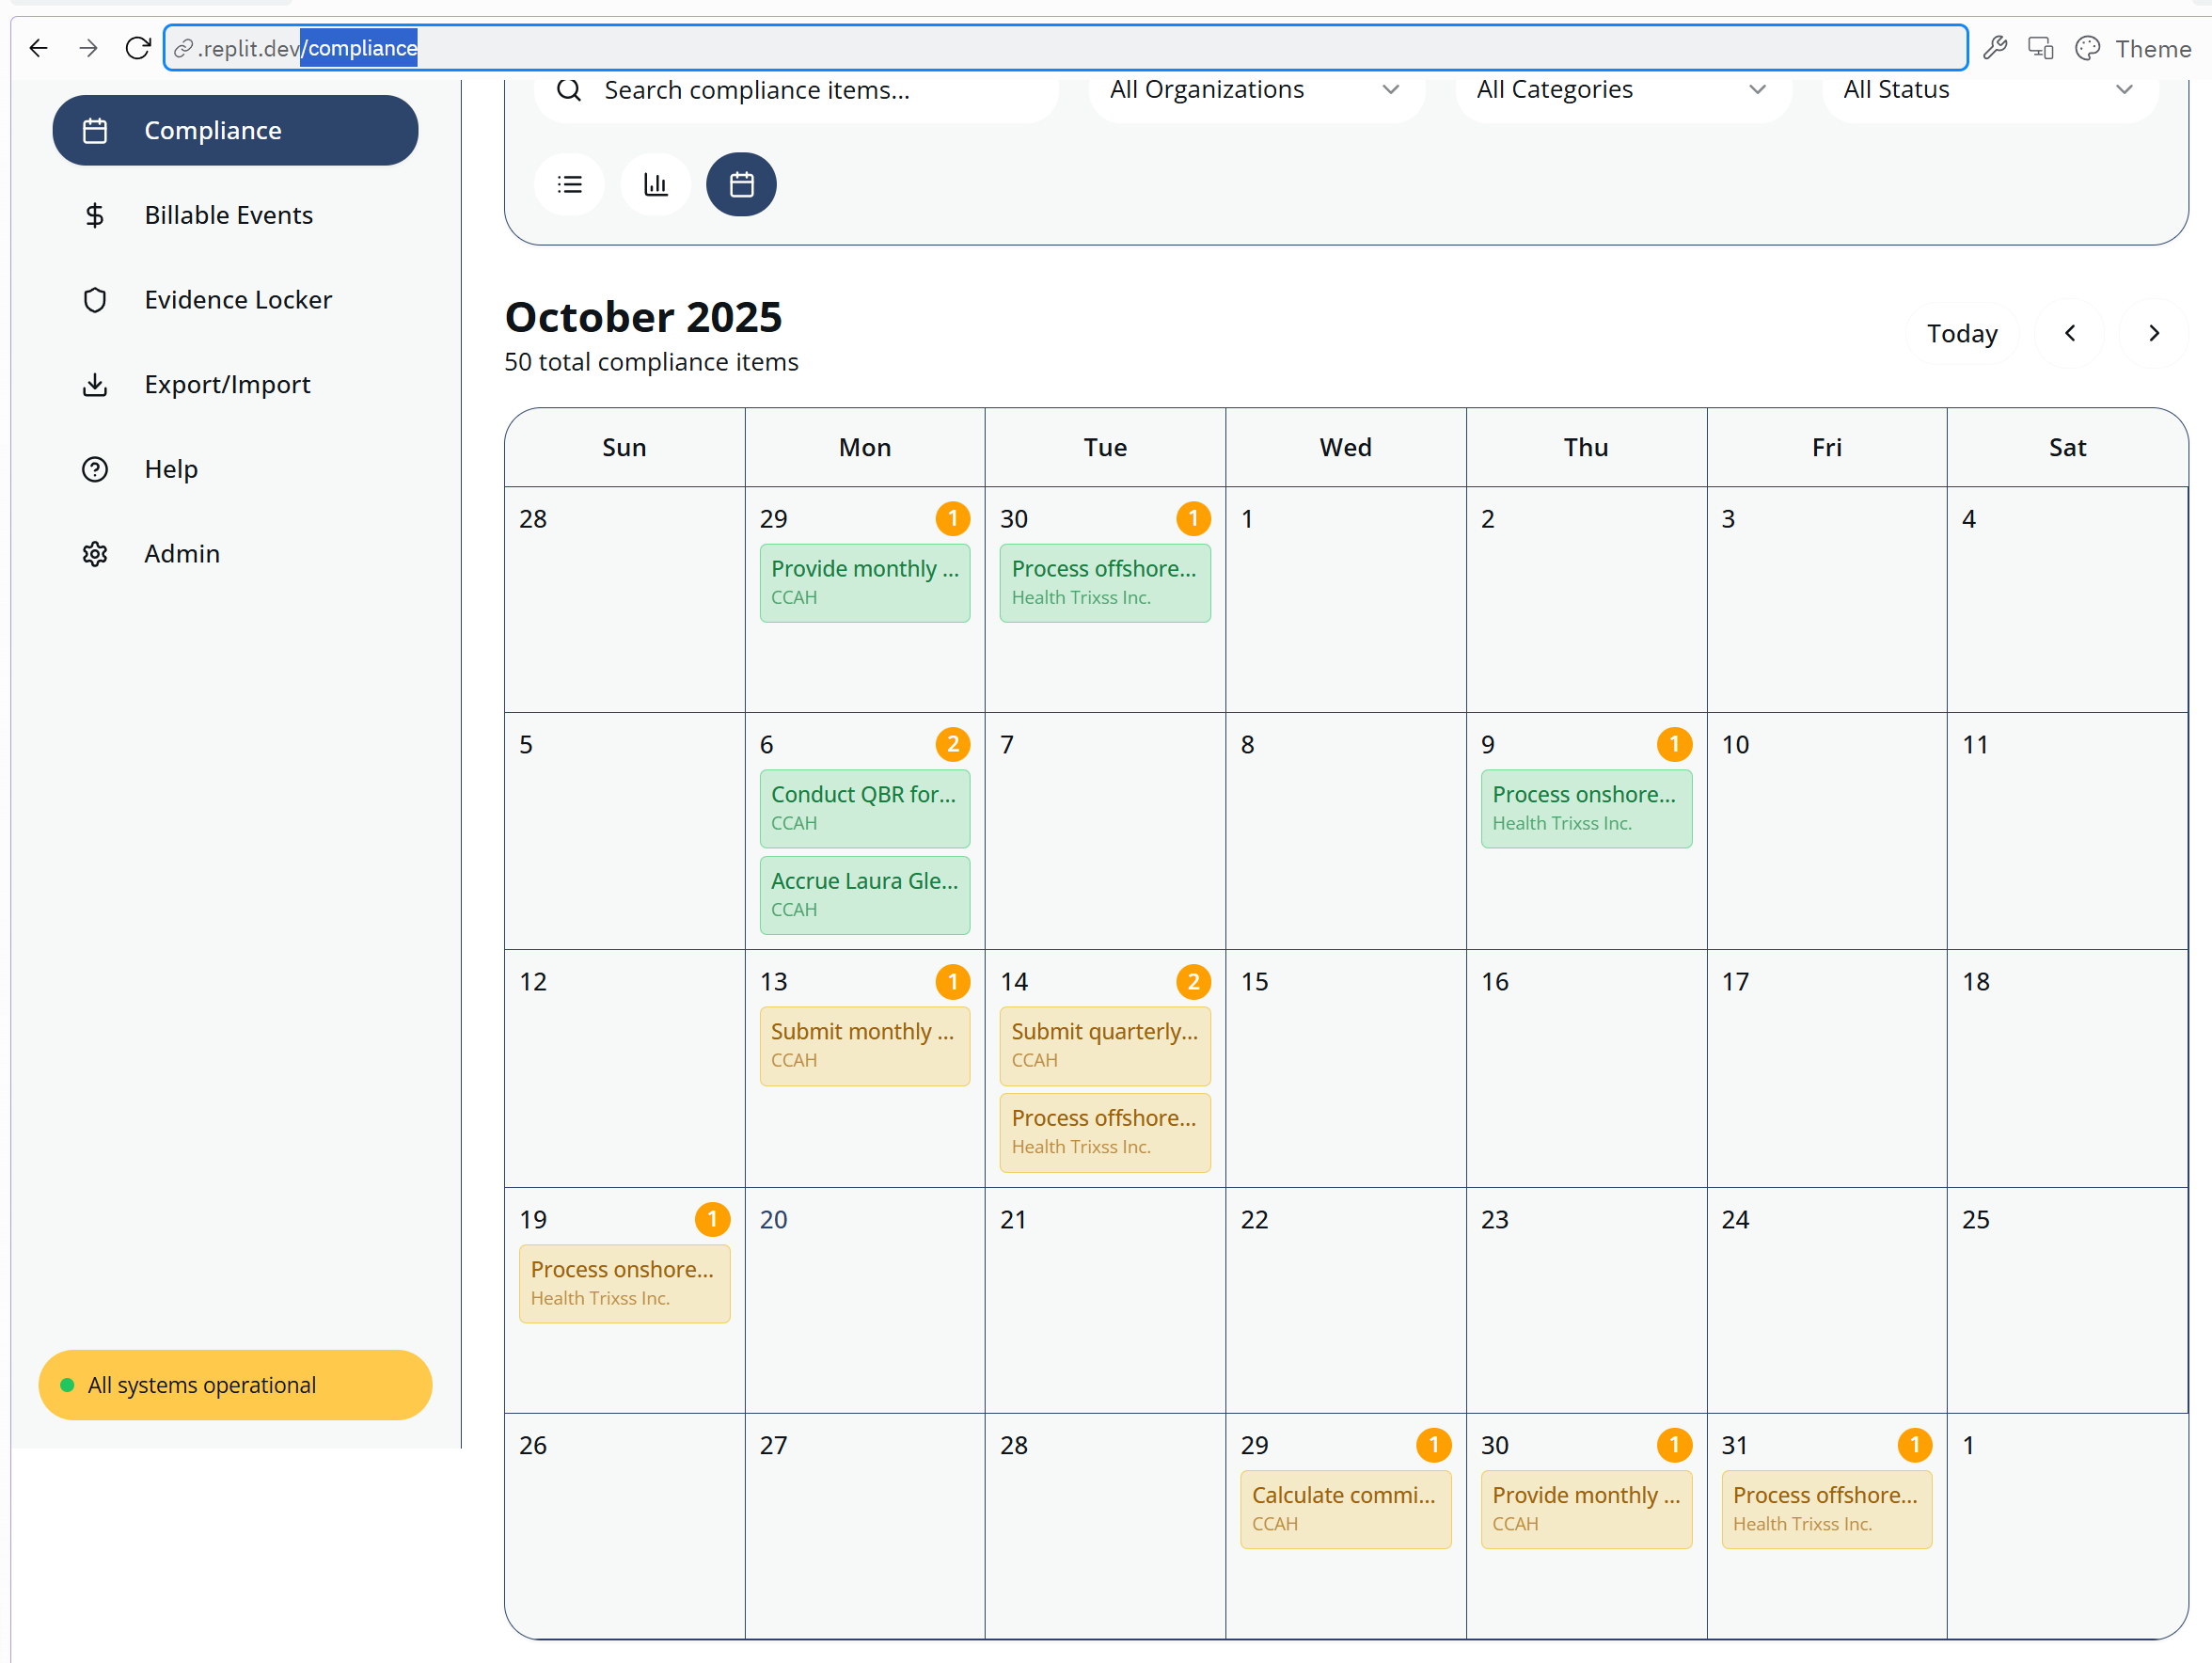 .replit.dev/compliance
Theme
Search compliance items...
All Organizations
All Categories
All Status
Compliance
Billable Events
Evidence Locker
Export/Import
Help
Admin
All systems operational
October 2025
50 total compliance items
Today
Sun Mon Tue Wed Thu Fri Sat
28 29 1 30 1 1 2 3 4
Provide monthly ...
CCAH
Process offshore...
Health Trixss Inc.
5 6 2 7 8 9 1 10 11
Conduct QBR for...
CCAH
Accrue Laura Gle...
CCAH
Process onshore...
Health Trixss Inc.
12 13 1 14 2 15 16 17 18
Submit monthly ...
CCAH
Submit quarterly...
CCAH
Process offshore...
Health Trixss Inc.
19 1 20 21 22 23 24 25
Process onshore...
Health Trixss Inc.
26 27 28 29 1 30 1 31 1 1
Calculate commi...
CCAH
Provide monthly ...
CCAH
Process offshore...
Health Trixss Inc.